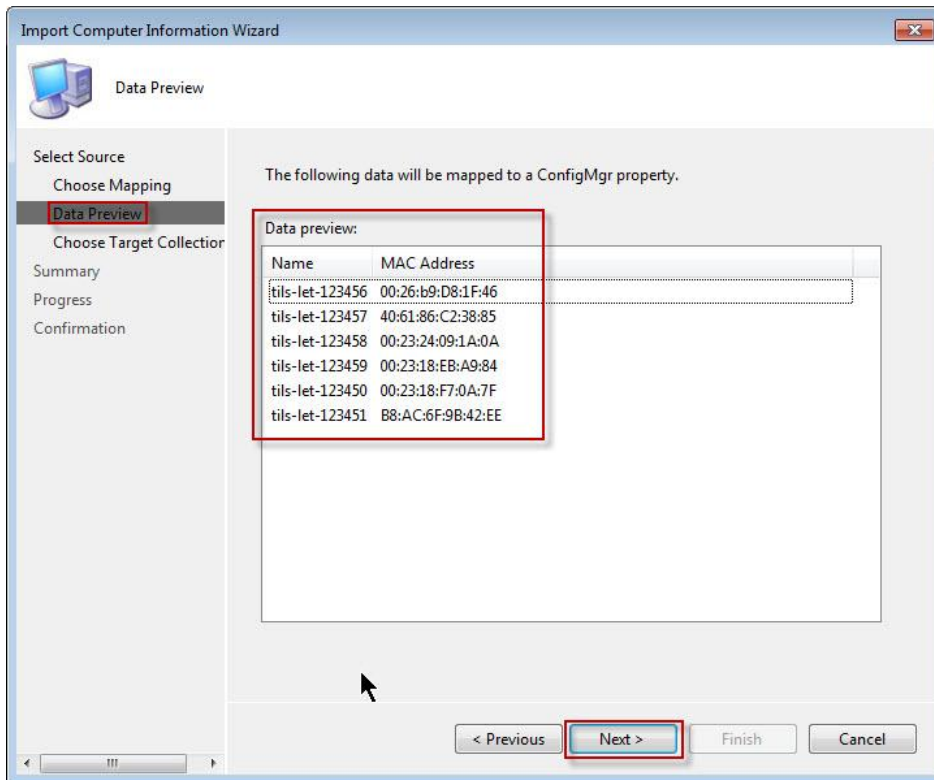 Import Computer Information Wizard
Data Preview
Select Source
Choose Mapping
Data Preview
Choose Target Collection
Summary
Progress
Confirmation
The following data will be mapped to a ConfigMgr property.
Data preview:
Name MAC Address
tils-let-123456 00:26:b9:D8:1F:46
tils-let-123457 40:61:86:C2:38:85
tils-let-123458 00:23:24:09:1A:0A
tils-let-123459 00:23:18:EB:A9:84
tils-let-123450 00:23:18:F7:0A:7F
tils-let-123451 B8:AC:6F:9B:42:EE
< Previous Next > Finish Cancel